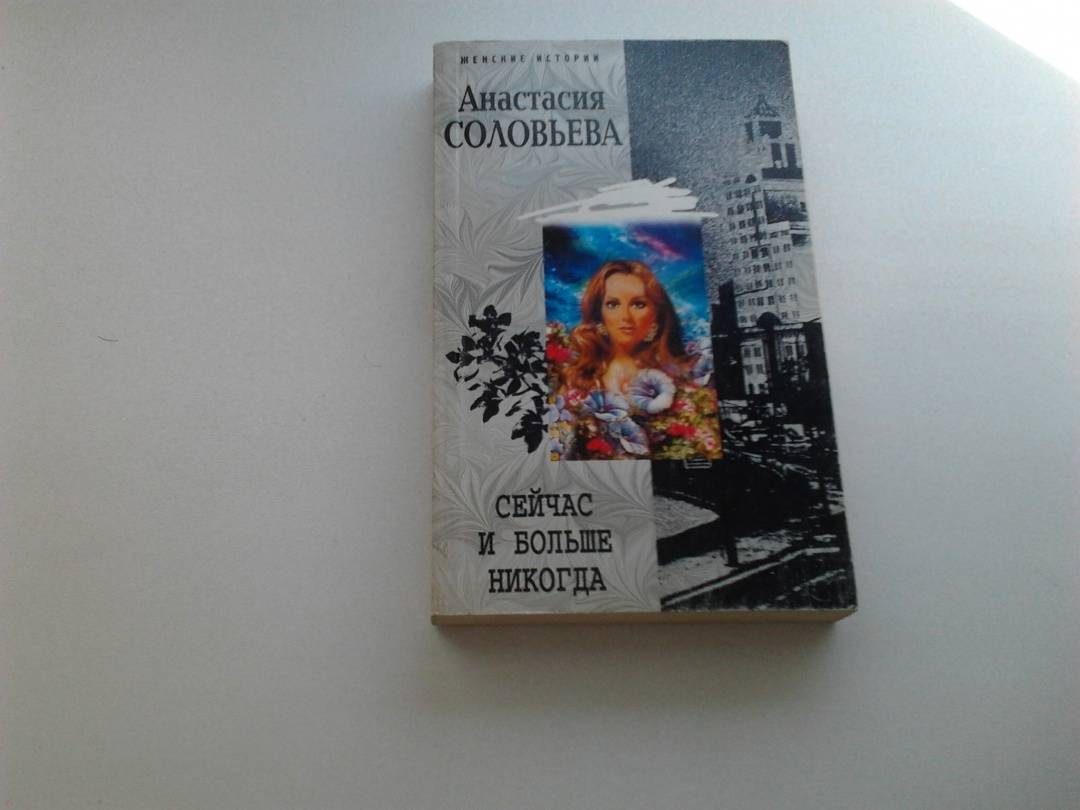 ЖЕНСКИЕ ИСТОРИИ
Анастасия
СОЛОВЬЕВА
СЕЙЧАС
И БОЛЬШЕ
НИКОГДА